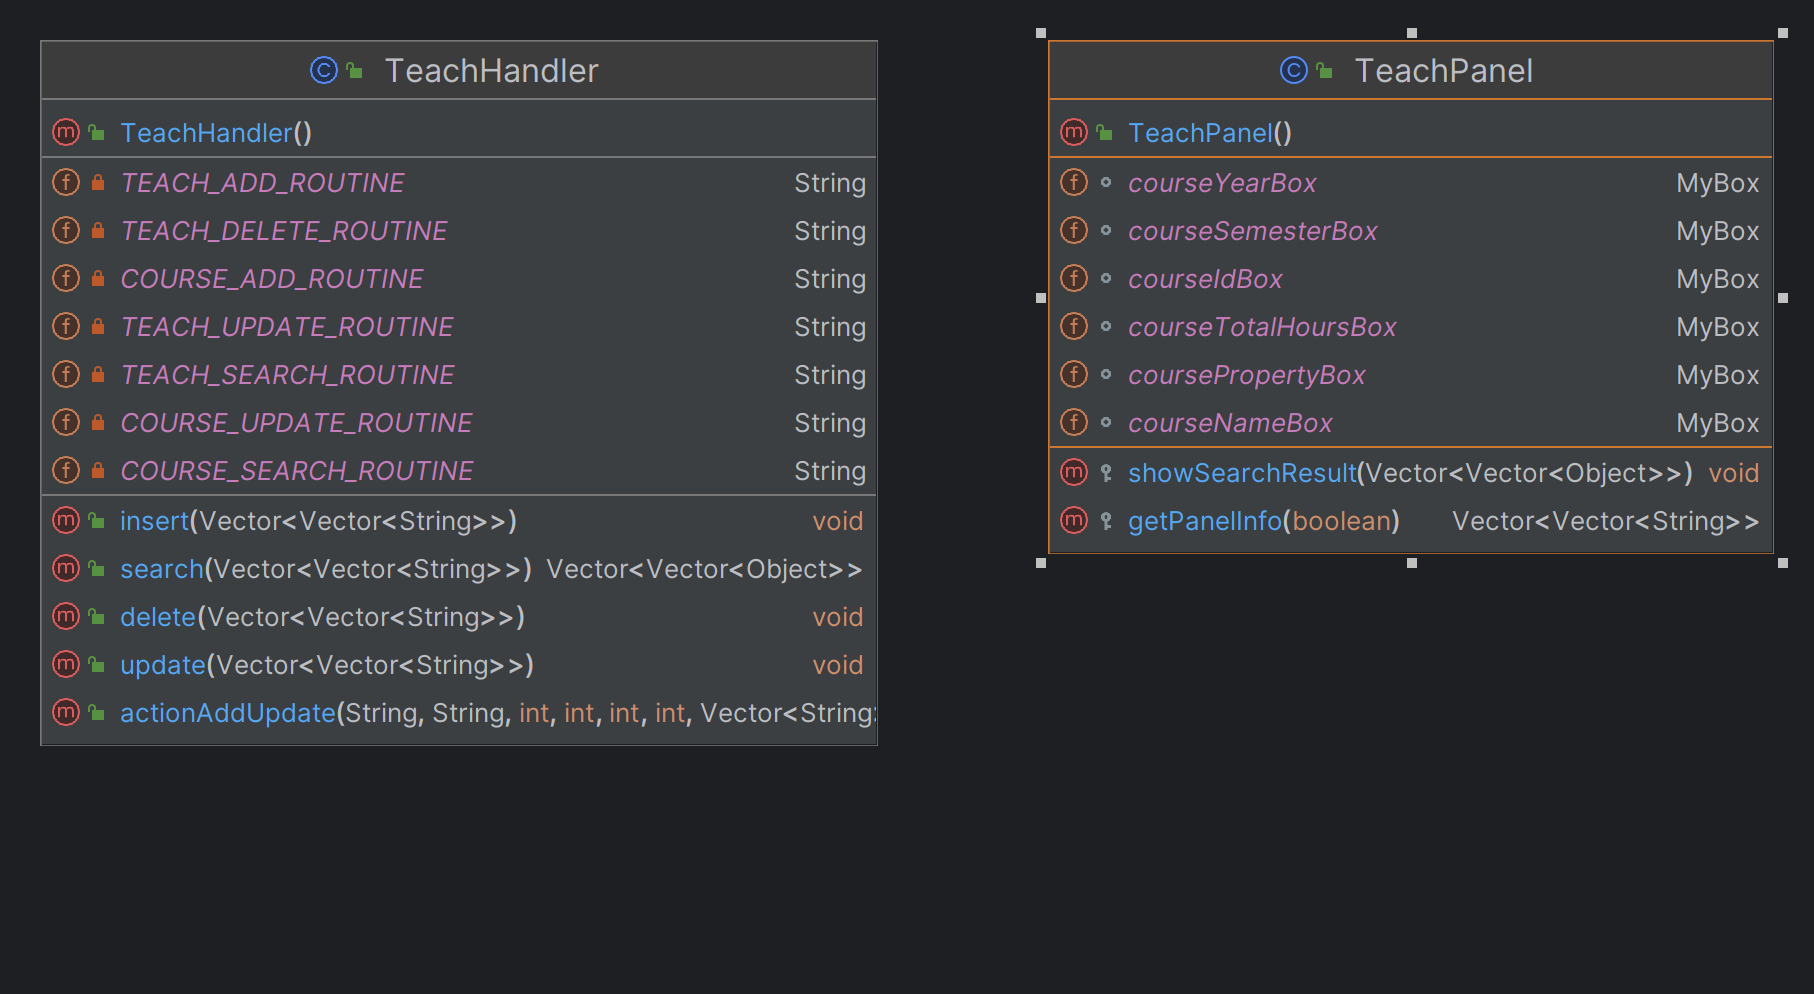 TeachHandler
TeachHandler()
TEACH_ADD_ROUTINE String
TEACH_DELETE_ROUTINE String
COURSE_ADD_ROUTINE String
TEACH_UPDATE_ROUTINE String
TEACH_SEARCH_ROUTINE String
COURSE_UPDATE_ROUTINE String
COURSE_SEARCH_ROUTINE String
insert(Vector<Vector<String>>) void
search(Vector<Vector<String>>) Vector<Vector<Object>>
delete(Vector<Vector<String>>) void
update(Vector<Vector<String>>) void
actionAddUpdate(String, String, int, int, int, int, Vector<String>
TeachPanel
TeachPanel()
courseYearBox MyBox
courseSemesterBox MyBox
courseIdBox MyBox
courseTotalHoursBox MyBox
coursePropertyBox MyBox
courseNameBox MyBox
showSearchResult(Vector<Vector<Object>>) void
getPanelInfo(boolean) Vector<Vector<String>>